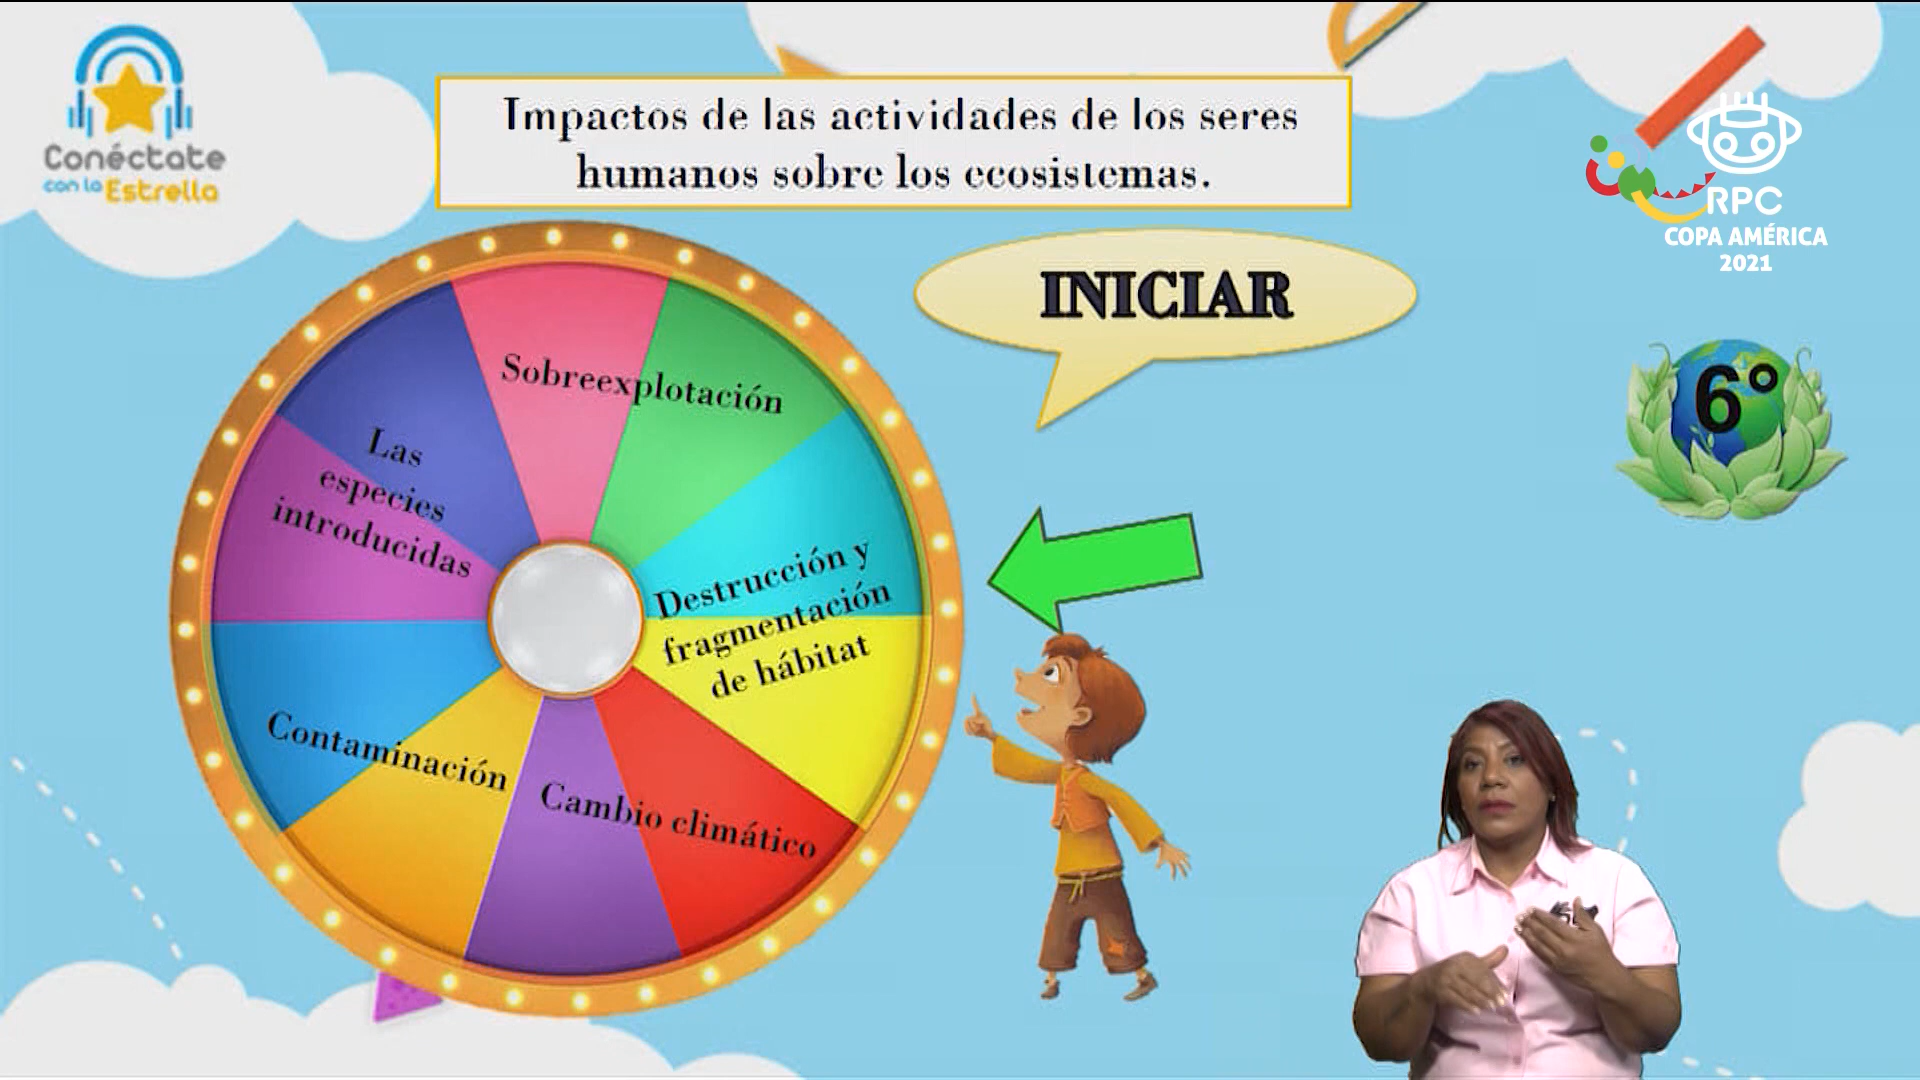 Conéctate
con la Estrella
Impactos de las actividades de los seres
humanos sobre los ecosistemas.
RPC
COPA AMÉRICA
2021
INICIAR
6°
Sobreexplotación
Las
especies
introducidas
Destrucción y
fragmentación
de hábitat
Contaminación
Cambio climático